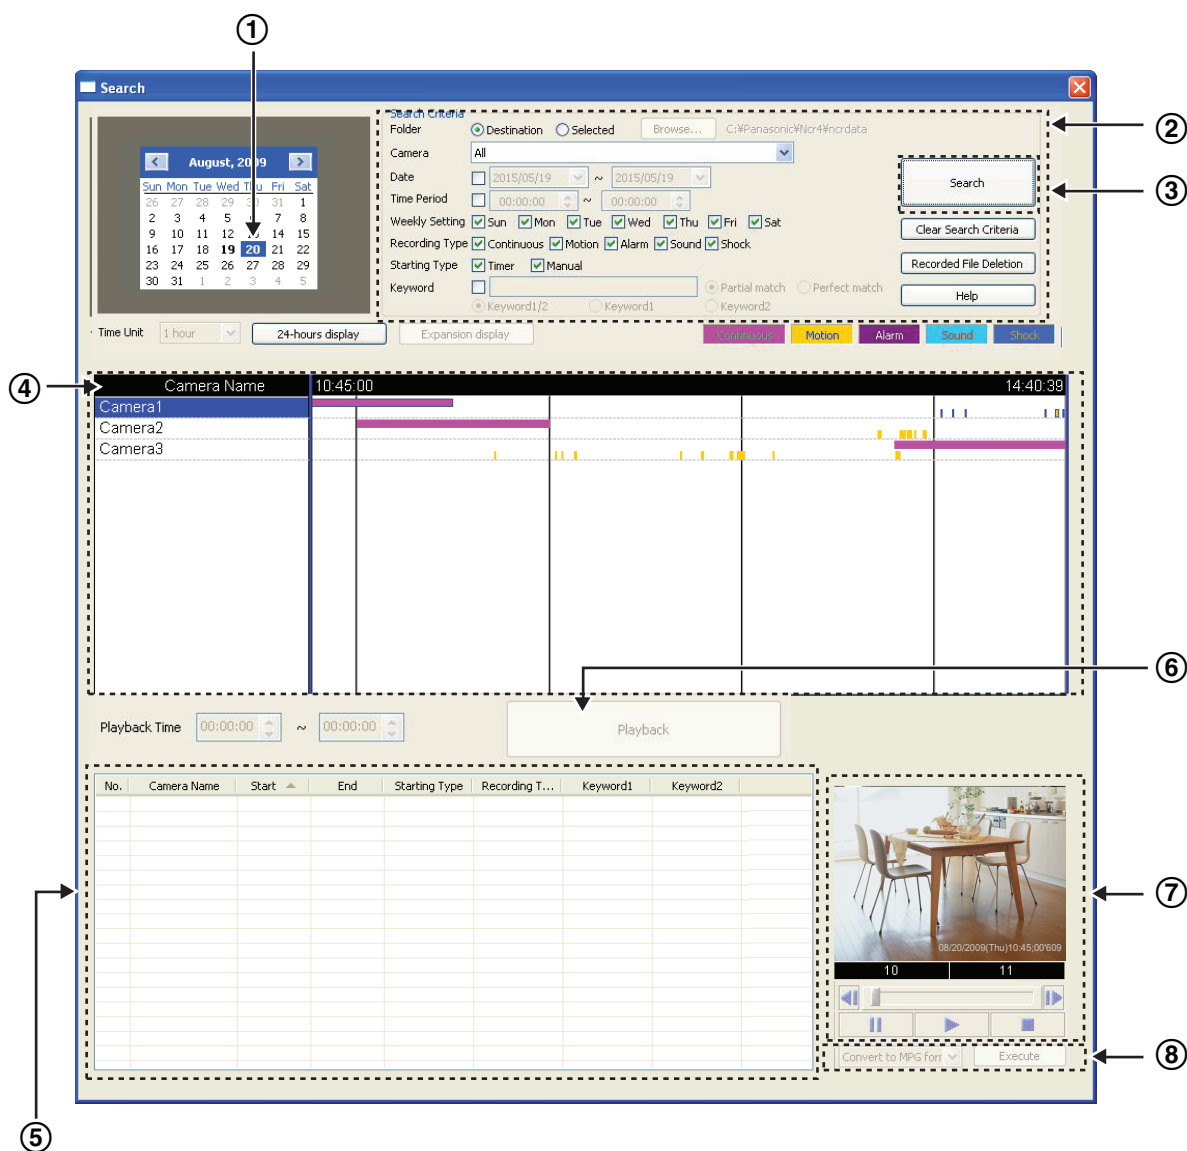 ①
Search
②
Search Criteria
Folder Destination Selected Browse... C:¥Panasonic¥Ncr4¥ncrdata
Camera All
Date 2015/05/19 ~ 2015/05/19
Time Period 00:00:00 ~ 00:00:00
Weekly Setting Sun Mon Tue Wed Thu Fri Sat
Recording Type Continuous Motion Alarm Sound Shock
Starting Type Timer Manual
Keyword Partial match Perfect match
Keyword1/2 Keyword1 Keyword2
Search
③
Clear Search Criteria
Recorded File Deletion
Help
August, 2009
Sun Mon Tue Wed Thu Fri Sat
26 27 28 29 30 31 1
2 3 4 5 6 7 8
9 10 11 12 13 14 15
16 17 18 19 20 21 22
23 24 25 26 27 28 29
30 31 1 2 3 4 5
Time Unit 1 hour 24-hours display Expansion display Continuous Motion Alarm Sound Shock
④
Camera Name 10:45:00 14:40:39
Camera1
Camera2
Camera3
⑥
Playback Time 00:00:00 ~ 00:00:00 Playback
No. Camera Name Start End Starting Type Recording T... Keyword1 Keyword2
⑤
08/20/2009(Thu)10:45;00'609
10 11
⑦
Convert to MPG forr Execute
⑧